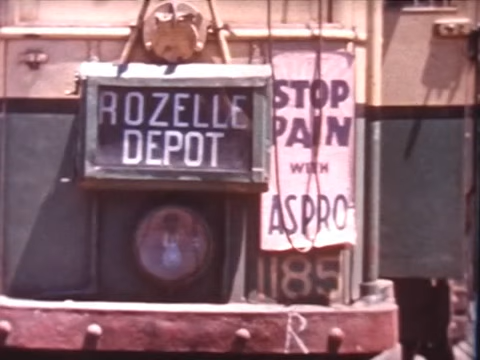 ROZELLE
DEPOT
STOP
PAIN
WITH
ASPRO
185